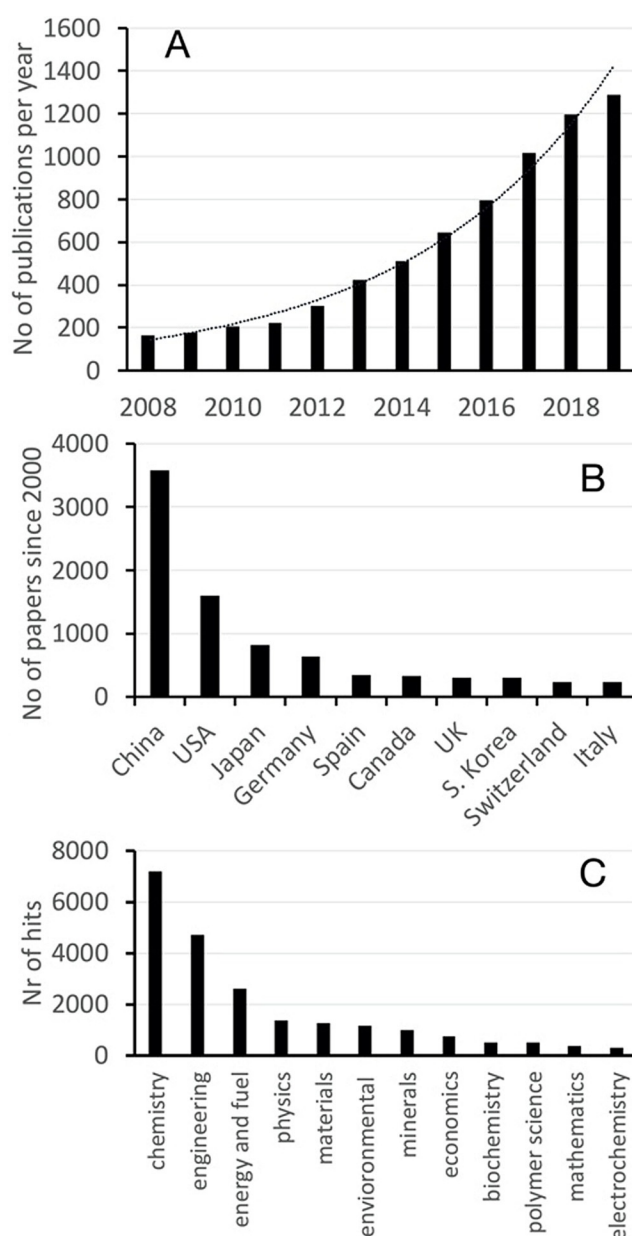 A
No of publications per year
1600
1400
1200
1000
800
600
400
200
0
2008 2010 2012 2014 2016 2018
B
No of papers since 2000
4000
3000
2000
1000
0
China USA Japan Germany Spain Canada UK S. Korea Switzerland Italy
C
Nr of hits
8000
6000
4000
2000
0
chemistry engineering energy and fuel physics materials envioronmental minerals economics biochemistry polymer science mathematics electrochemistry